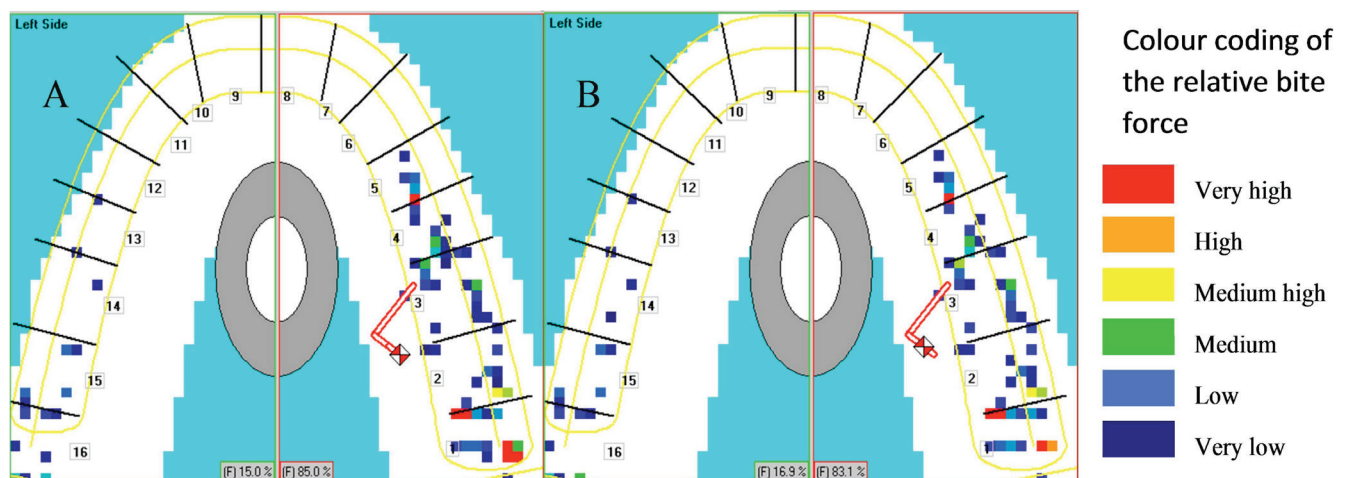 Left Side
A
9
8
10
7
11
6
12
5
13
4
14
3
15
2
16
1
(F) 15.0 %
(F) 85.0 %
Left Side
B
9
8
10
7
11
6
12
5
13
4
14
3
15
2
16
1
(F) 16.9 %
(F) 83.1 %
Colour coding of
the relative bite
force
Very high
High
Medium high
Medium
Low
Very low